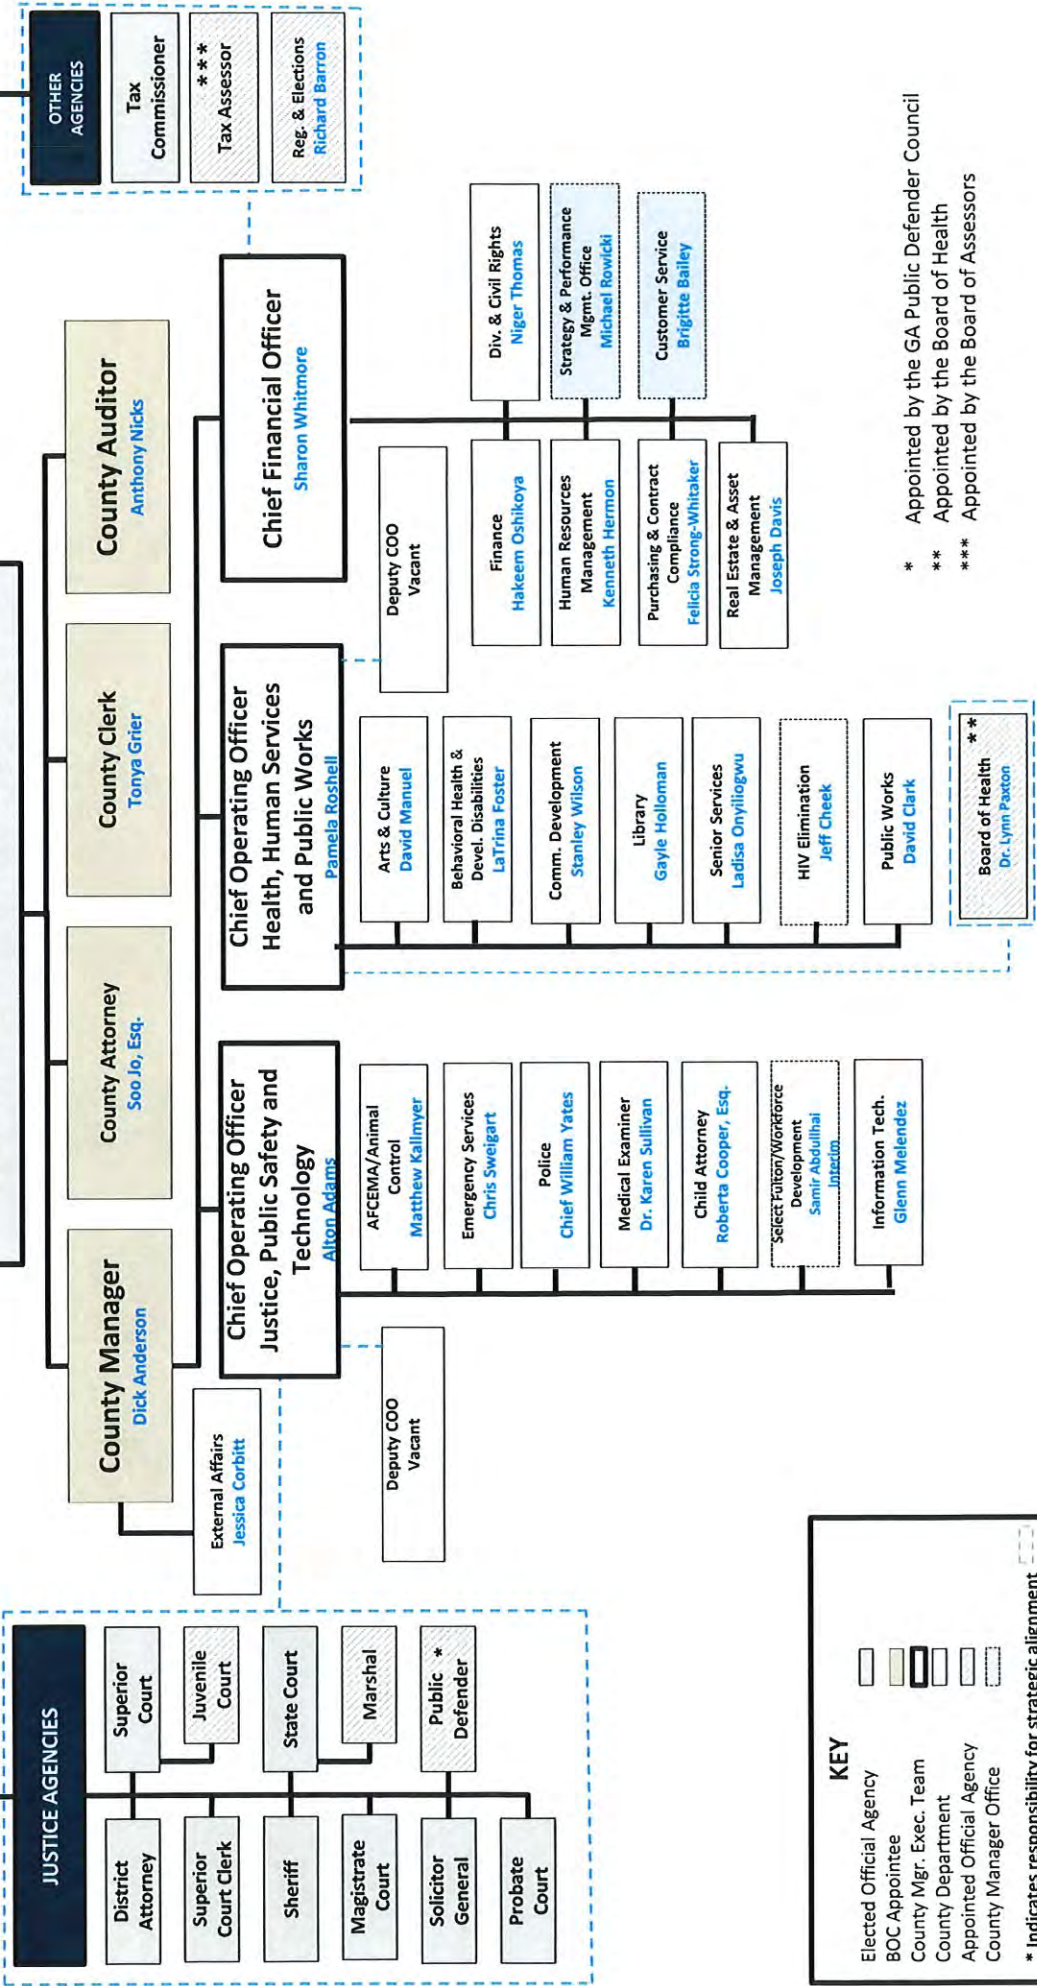 JUSTICE AGENCIES
District
Attorney
Superior
Court
Superior
Court Clerk
Juvenile
Court
Sheriff
State Court
Magistrate
Court
Marshal
Solicitor
General
Public *
Defender
Probate
Court
County Manager
Dick Anderson
County Attorney
Soo Jo, Esq.
County Clerk
Tonya Grier
County Auditor
Anthony Nicks
External Affairs
Jessica Corbitt
Chief Operating Officer
Justice, Public Safety and
Technology
Alton Adams
Deputy COO
Vacant
AFCEMA/Animal
Control
Matthew Kallmyer
Emergency Services
Chris Sweigart
Police
Chief William Yates
Medical Examiner
Dr. Karen Sullivan
Child Attorney
Roberta Cooper, Esq.
Select Fulton/Workforce
Development
Samir Abdullhai
Interim
Information Tech.
Glenn Melendez
Chief Operating Officer
Health, Human Services
and Public Works
Pamela Roshell
Deputy COO
Vacant
Arts & Culture
David Manuel
Behavioral Health &
Devel. Disabilities
LaTrina Foster
Comm. Development
Stanley Wilson
Library
Gayle Holloman
Senior Services
Ladisa Onyiliogwu
HIV Elimination
Jeff Cheek
Public Works
David Clark
Board of Health **
Dr. Lynn Paxton
Chief Financial Officer
Sharon Whitmore
Finance
Hakeem Oshikoya
Div. & Civil Rights
Niger Thomas
Human Resources
Management
Kenneth Hermon
Strategy & Performance
Mgmt. Office
Michael Rowicki
Purchasing & Contract
Compliance
Felicia Strong-Whitaker
Customer Service
Brigitte Bailey
Real Estate & Asset
Management
Joseph Davis
OTHER
AGENCIES
Tax
Commissioner
***
Tax Assessor
Reg. & Elections
Richard Barron
KEY
Elected Official Agency
BOC Appointee
County Mgr. Exec. Team
County Department
Appointed Official Agency
County Manager Office
* Indicates responsibility for strategic alignment
* Appointed by the GA Public Defender Council
** Appointed by the Board of Health
*** Appointed by the Board of Assessors